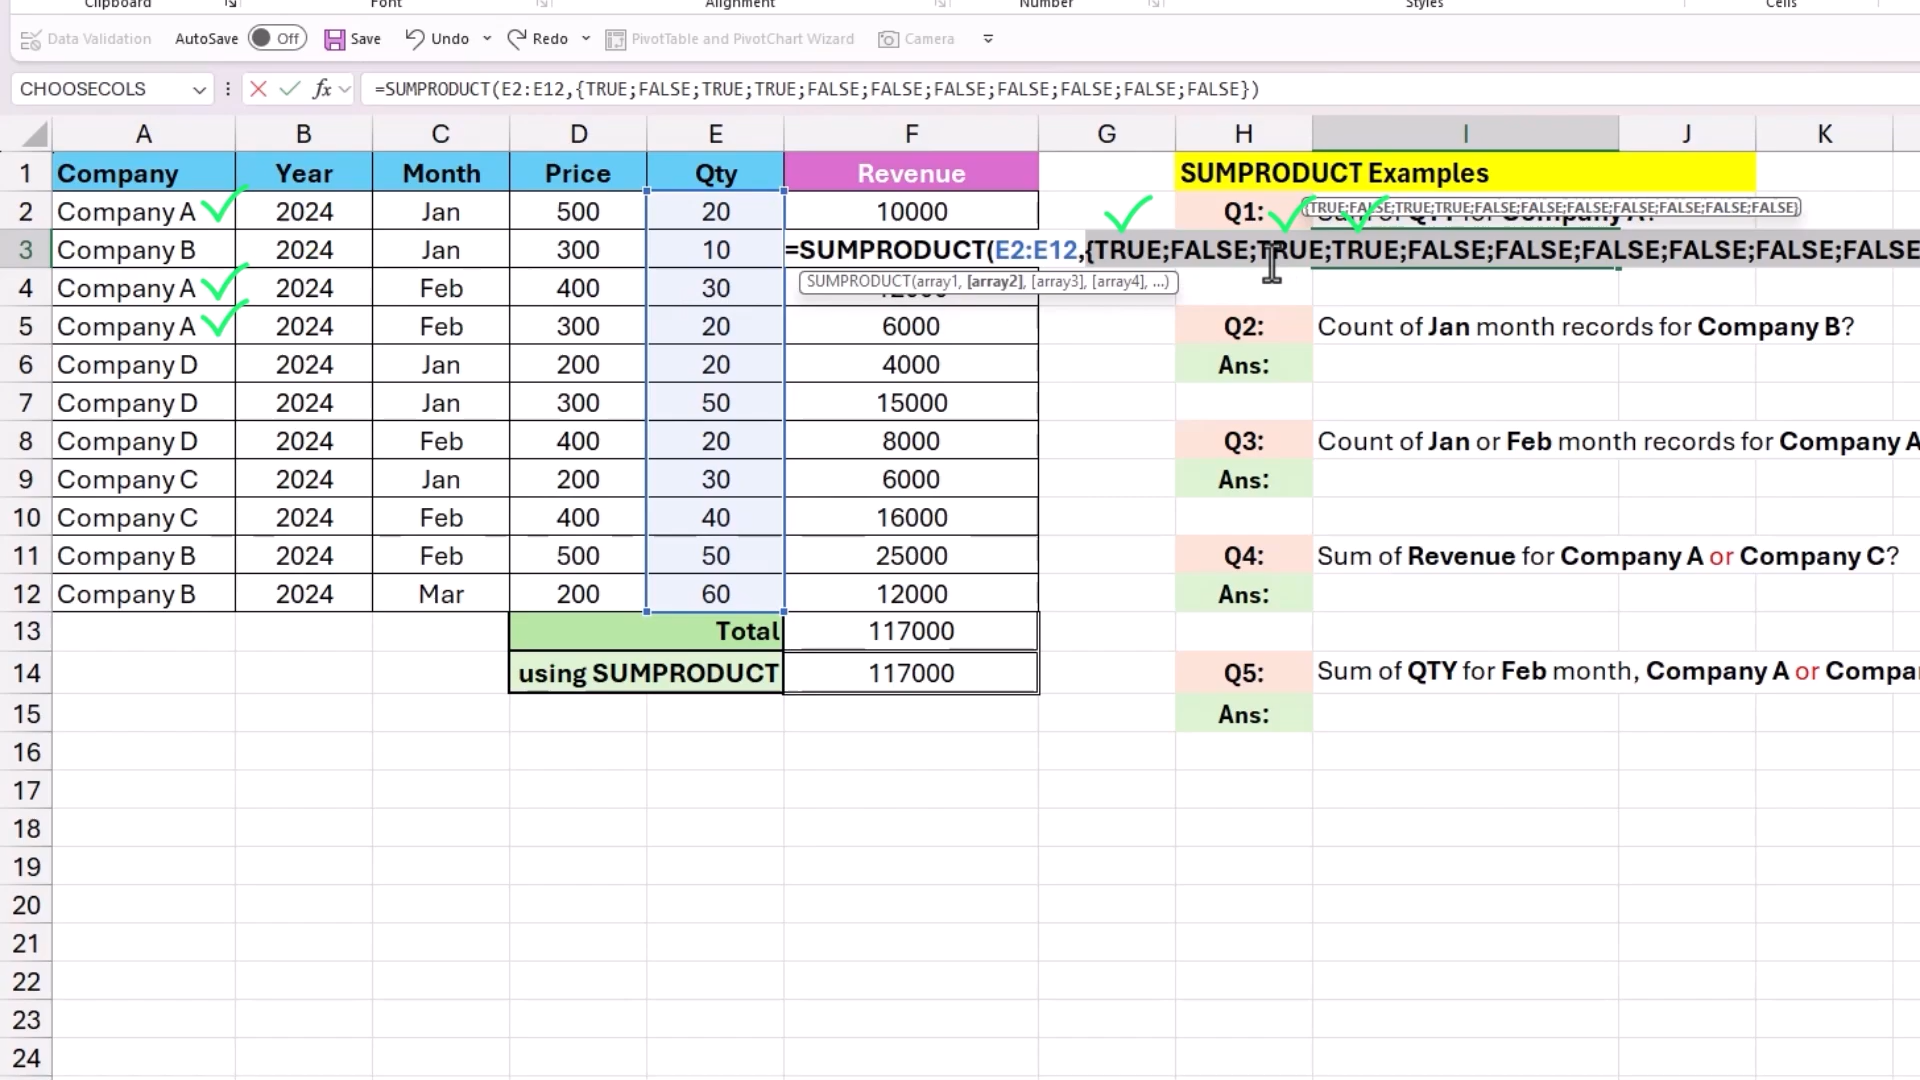 Clipboard Font Alignment Number Styles Cells
Data Validation AutoSave Off Save Undo Redo PivotTable and PivotChart Wizard Camera
CHOOSECOLS fx =SUMPRODUCT(E2:E12,{TRUE;FALSE;TRUE;TRUE;FALSE;FALSE;FALSE;FALSE;FALSE;FALSE;FALSE})
A B C D E F G H I J K
1 Company Year Month Price Qty Revenue SUMPRODUCT Examples
2 Company A 2024 Jan 500 20 10000 Q1:
{TRUE;FALSE;TRUE;TRUE;FALSE;FALSE;FALSE;FALSE;FALSE;FALSE;FALSE}
3 Company B 2024 Jan 300 10 =SUMPRODUCT(E2:E12,{TRUE;FALSE;TRUE;TRUE;FALSE;FALSE;FALSE;FALSE;FALSE;FALSE
SUMPRODUCT(array1, [array2], [array3], [array4], ...)
4 Company A 2024 Feb 400 30
5 Company A 2024 Feb 300 20 6000 Q2: Count of Jan month records for Company B?
6 Company D 2024 Jan 200 20 4000 Ans:
7 Company D 2024 Jan 300 50 15000
8 Company D 2024 Feb 400 20 8000 Q3: Count of Jan or Feb month records for Company A
9 Company C 2024 Jan 200 30 6000 Ans:
10 Company C 2024 Feb 400 40 16000
11 Company B 2024 Feb 500 50 25000 Q4: Sum of Revenue for Company A or Company C?
12 Company B 2024 Mar 200 60 12000 Ans:
13 Total 117000
14 using SUMPRODUCT 117000 Q5: Sum of QTY for Feb month, Company A or Compa
15 Ans:
16
17
18
19
20
21
22
23
24